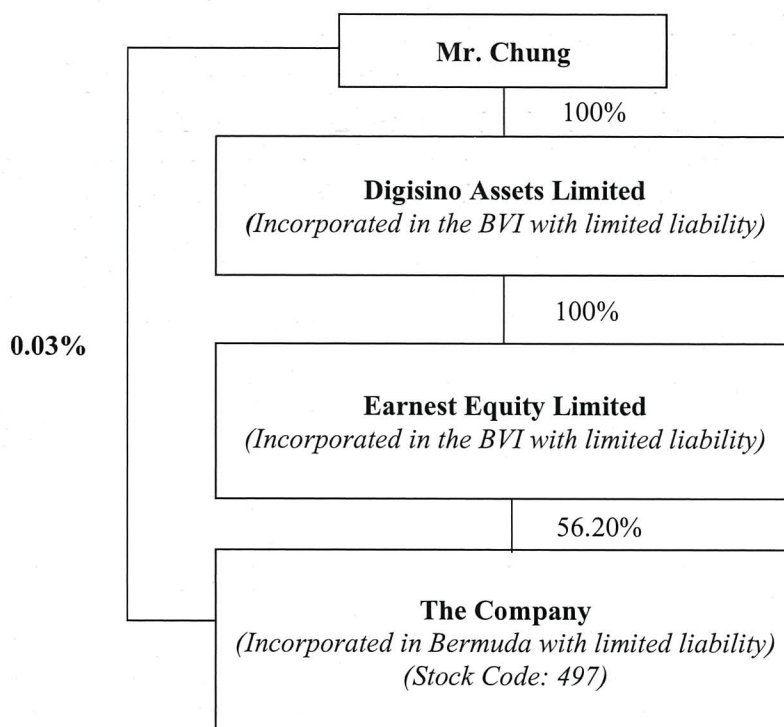 Mr. Chung
100%
Digisino Assets Limited
(Incorporated in the BVI with limited liability)
100%
0.03%
Earnest Equity Limited
(Incorporated in the BVI with limited liability)
56.20%
The Company
(Incorporated in Bermuda with limited liability)
(Stock Code: 497)